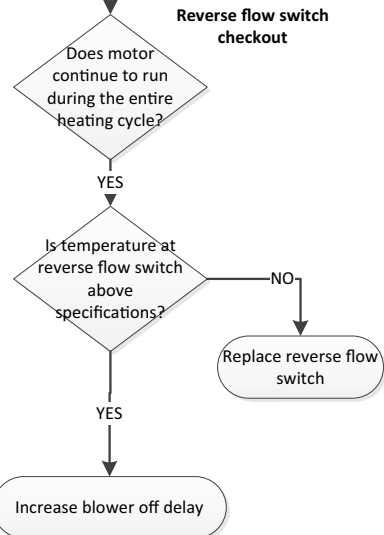 Reverse flow switch
checkout
Does motor
continue to run
during the entire
heating cycle?
YES
Is temperature at
reverse flow switch
above
specifications?
NO
Replace reverse flow
switch
YES
Increase blower off delay